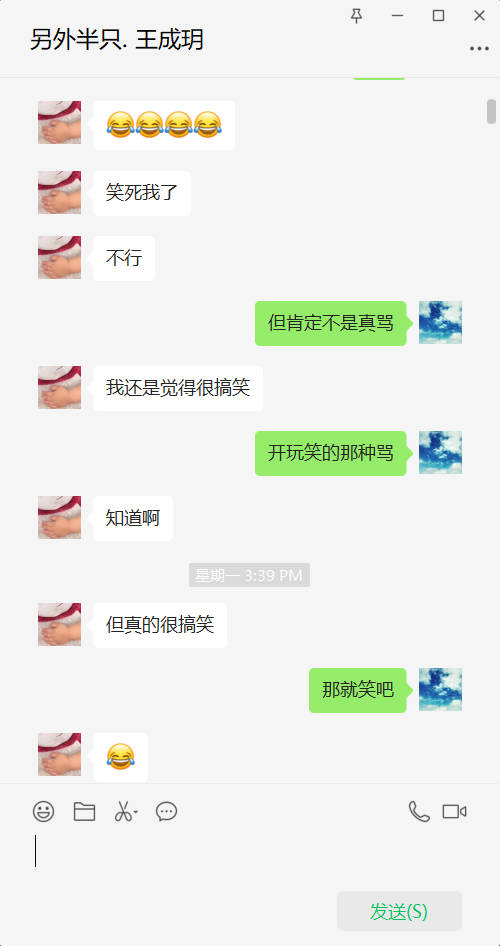 另外半只. 王成玥
😂😂😂😂
笑死我了
不行
但肯定不是真骂
我还是觉得很搞笑
开玩笑的那种骂
知道啊
星期一 3:39 PM
但真的很搞笑
那就笑吧
😂
发送(S)